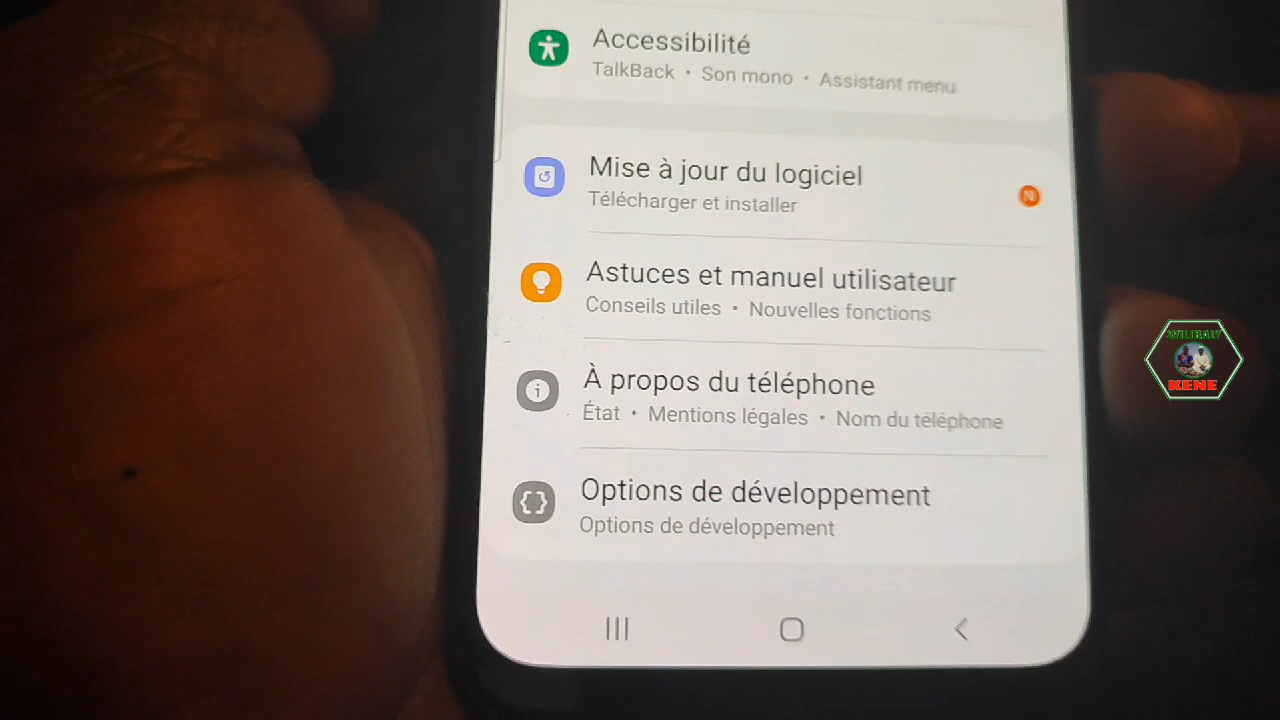 Accessibilité
TalkBack • Son mono • Assistant menu
Mise à jour du logiciel
Télécharger et installer
N
Astuces et manuel utilisateur
Conseils utiles • Nouvelles fonctions
À propos du téléphone
État • Mentions légales • Nom du téléphone
Options de développement
Options de développement
WILIBALY
KENE